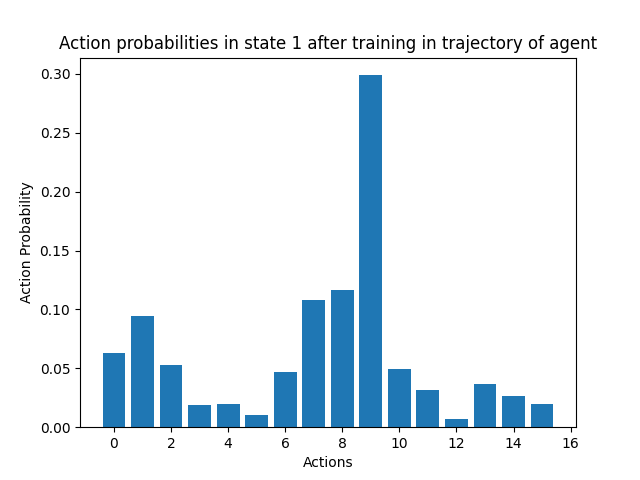 Action probabilities in state 1 after training in trajectory of agent
0.30
0.25
0.20
0.15
0.10
0.05
0.00
Action Probability
0 2 4 6 8 10 12 14 16
Actions